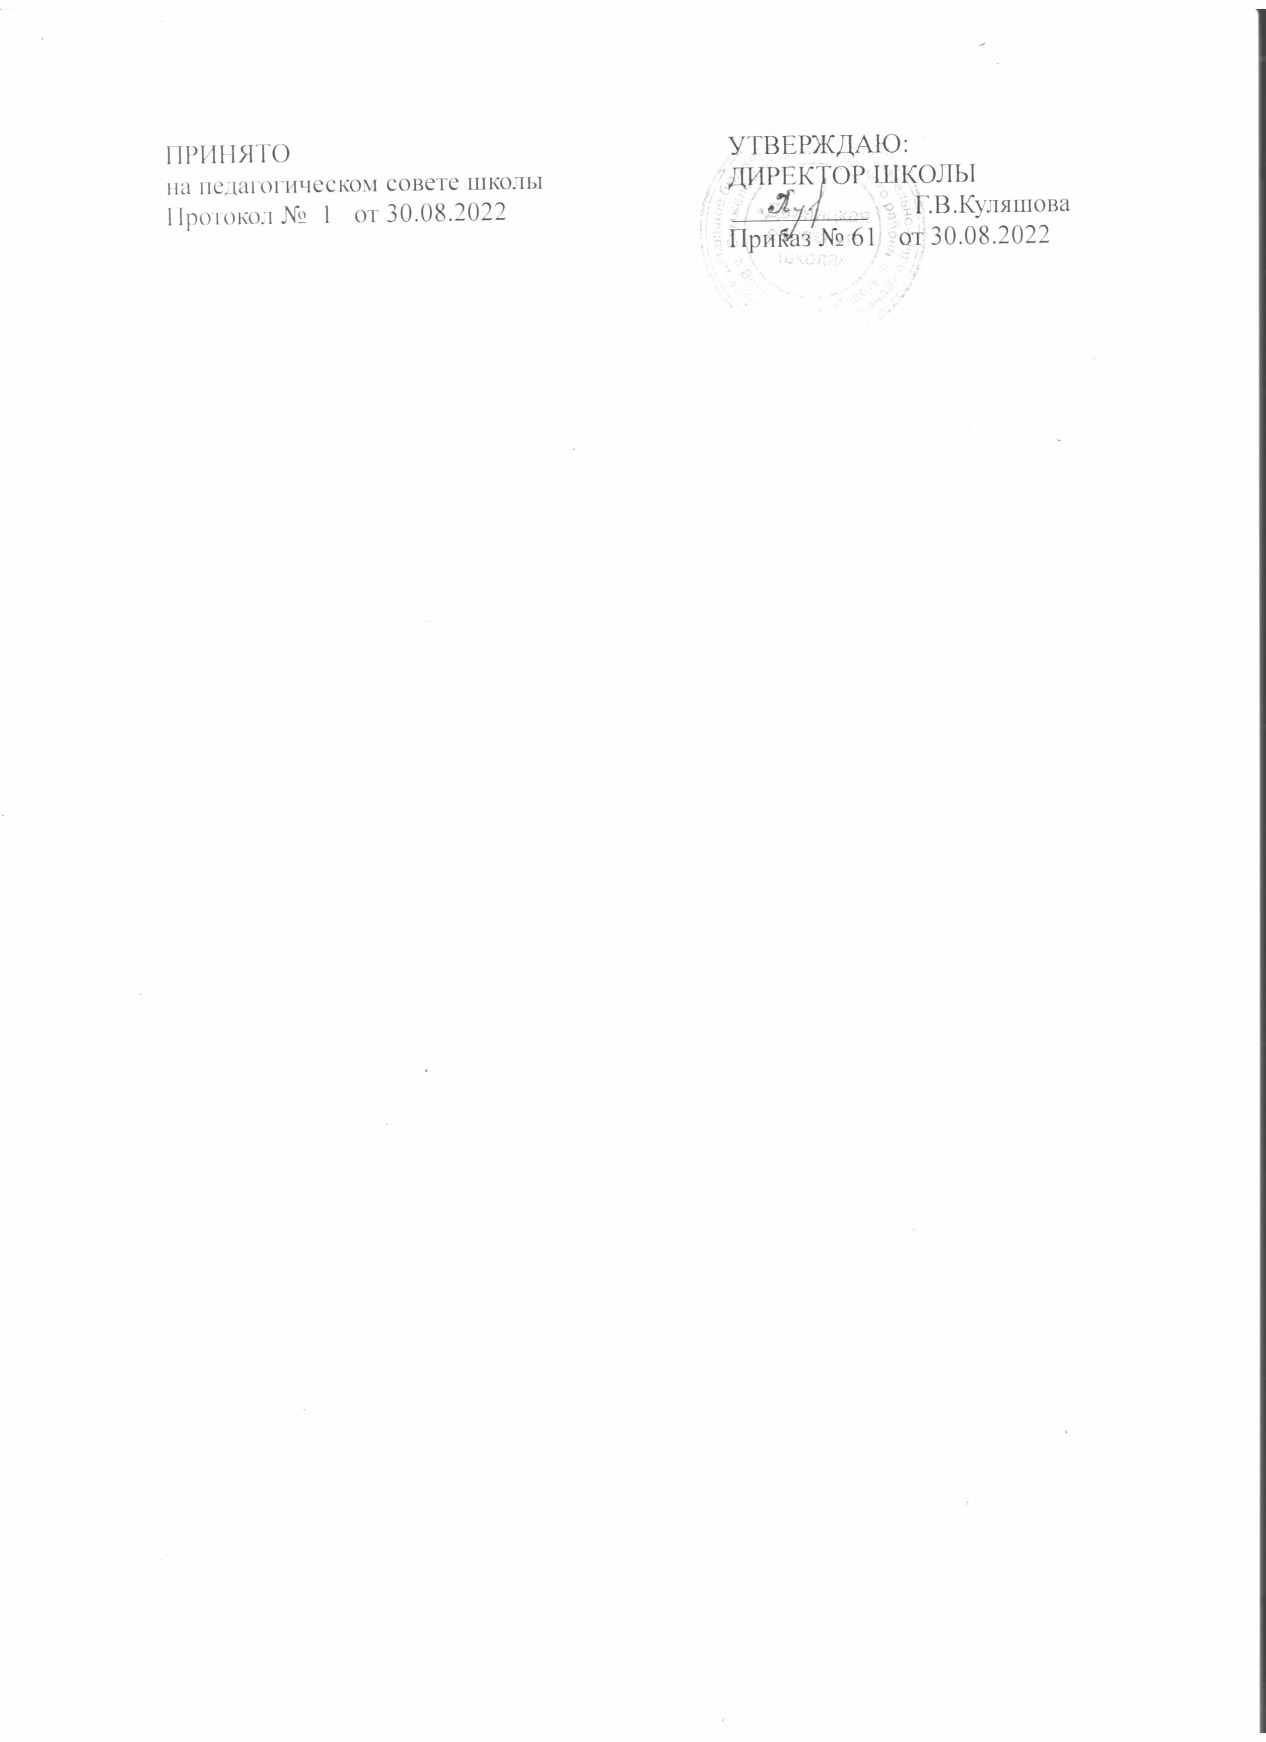 ПРИНЯТО
на педагогическом совете школы
Протокол № 1 от 30.08.2022
УТВЕРЖДАЮ:
ДИРЕКТОР ШКОЛЫ
Г.В.Куляшова
Приказ № 61 от 30.08.2022
школа»